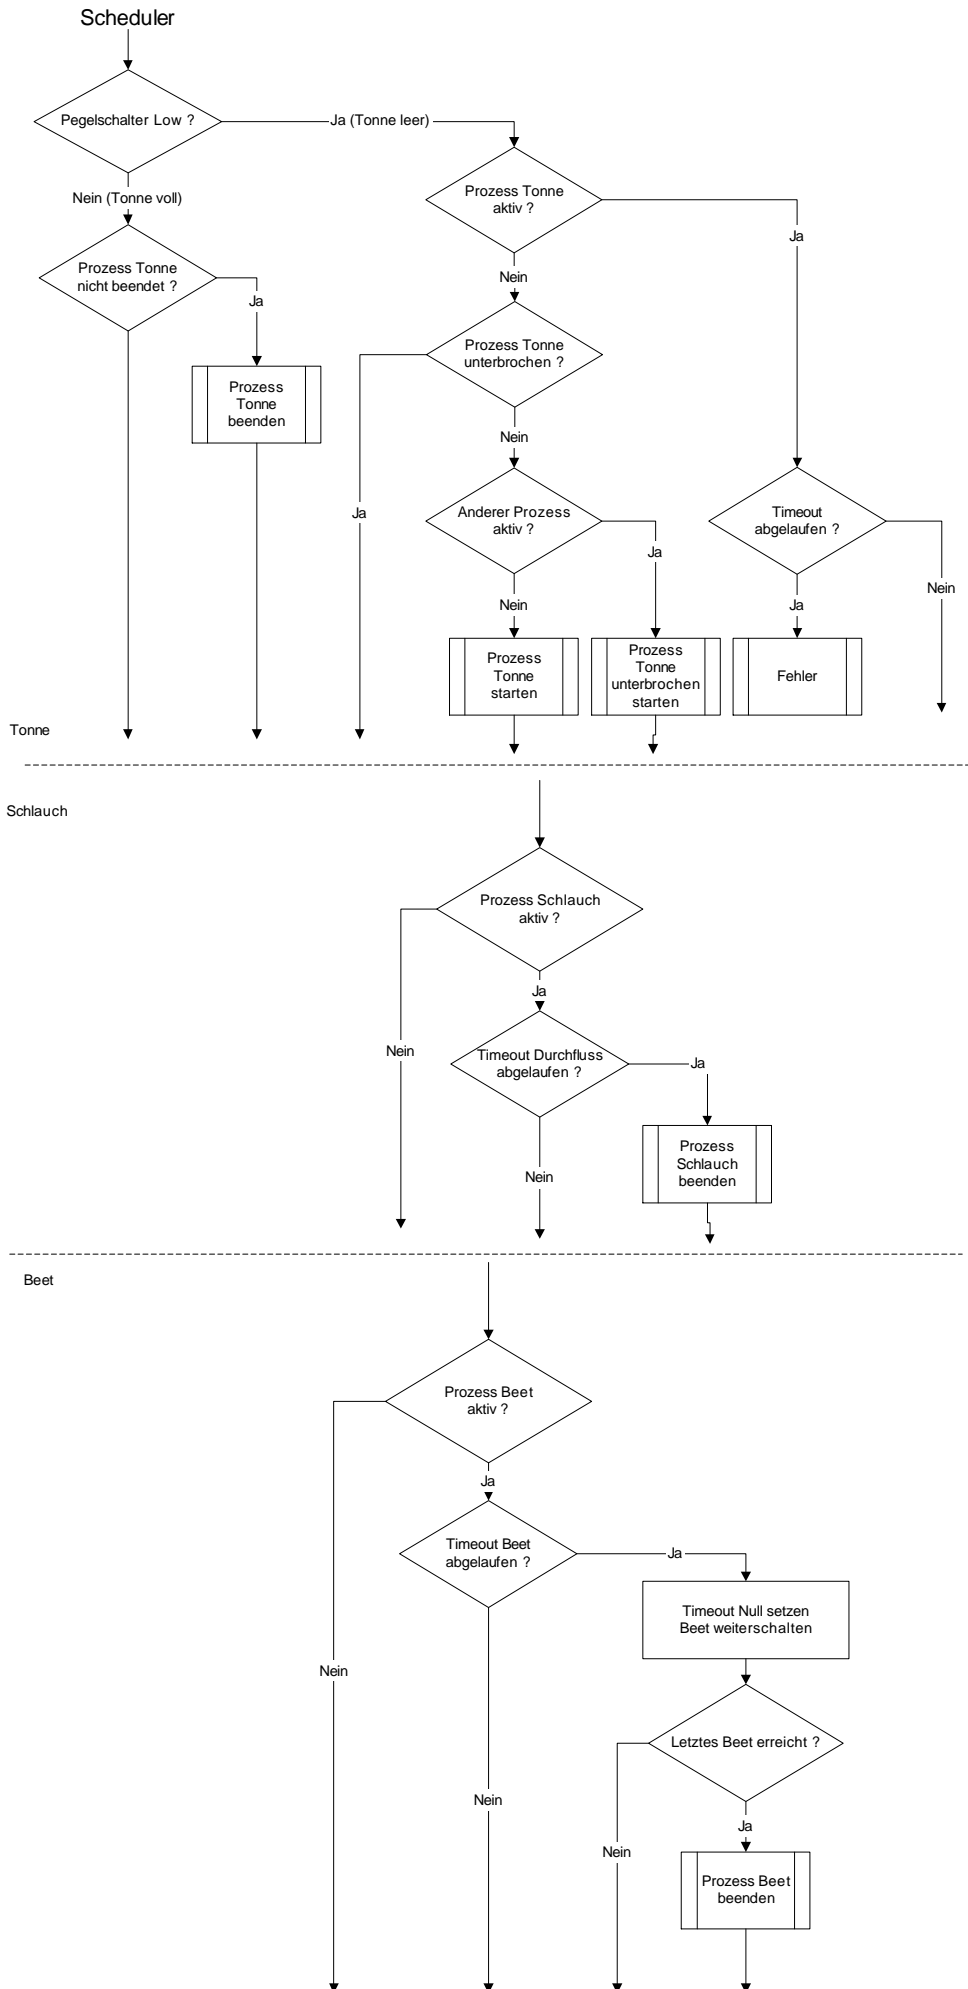 Scheduler
Pegelschalter Low ?
Ja (Tonne leer)
Nein (Tonne voll)
Prozess Tonne
aktiv ?
Ja
Prozess Tonne
nicht beendet ?
Ja
Nein
Prozess Tonne
unterbrochen ?
Prozess
Tonne
beenden
Nein
Ja
Anderer Prozess
aktiv ?
Ja
Timeout
abgelaufen ?
Nein
Nein
Ja
Prozess
Tonne
starten
Prozess
Tonne
unterbrochen
starten
Fehler
Tonne
Schlauch
Prozess Schlauch
aktiv ?
Ja
Nein
Timeout Durchfluss
abgelaufen ?
Ja
Nein
Prozess
Schlauch
beenden
Beet
Prozess Beet
aktiv ?
Ja
Timeout Beet
abgelaufen ?
Ja
Timeout Null setzen
Beet weiterschalten
Nein
Letztes Beet erreicht ?
Nein
Ja
Nein
Prozess Beet
beenden